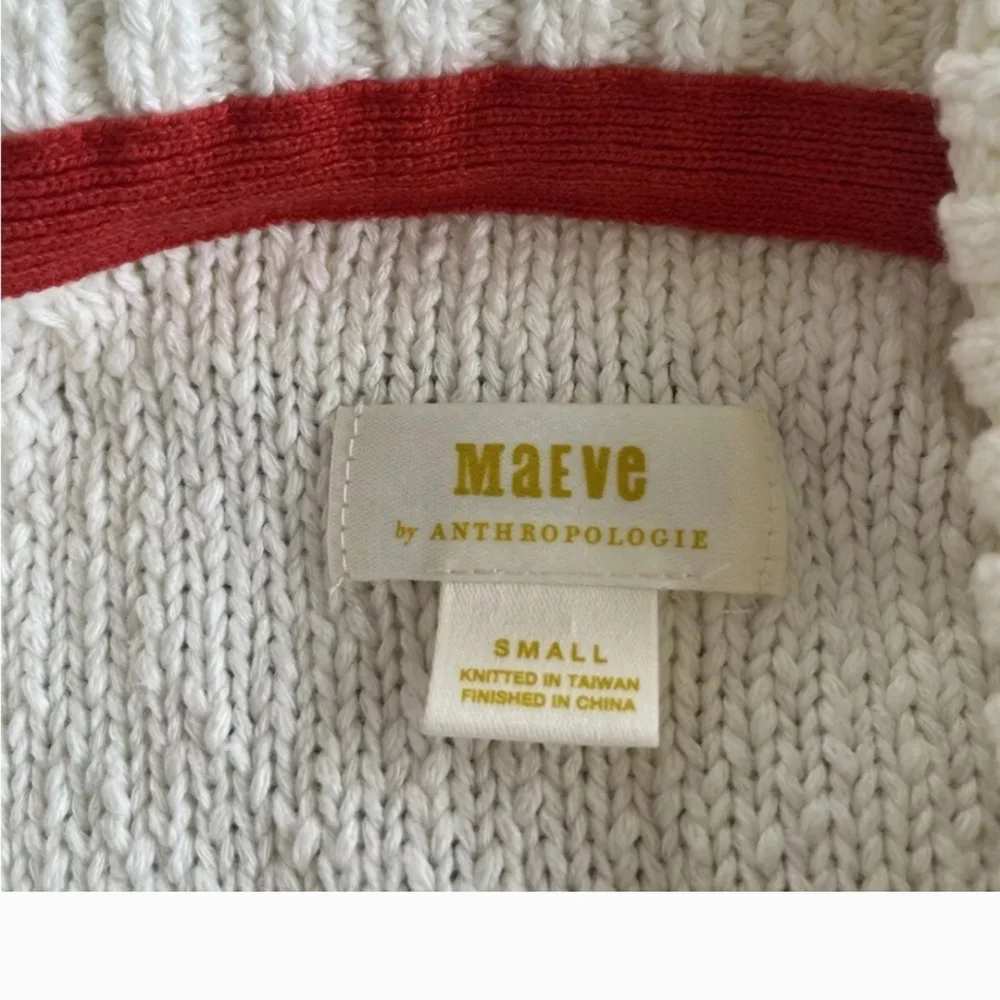 MaEVe
by ANTHROPOLOGIE
SMALL
KNITTED IN TAIWAN
FINISHED IN CHINA